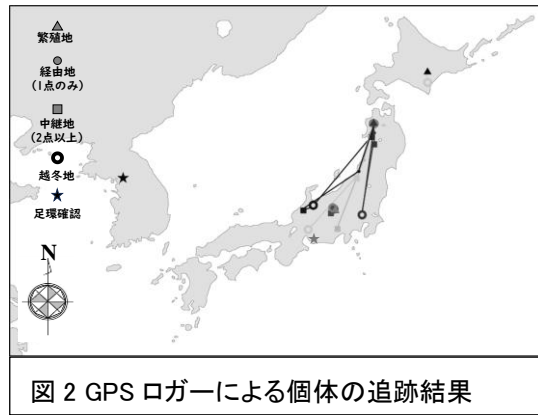 繁殖地
経由地
(1点のみ)
中継地
(2点以上)
越冬地
足環確認
N
図 2 GPS ロガーによる個体の追跡結果